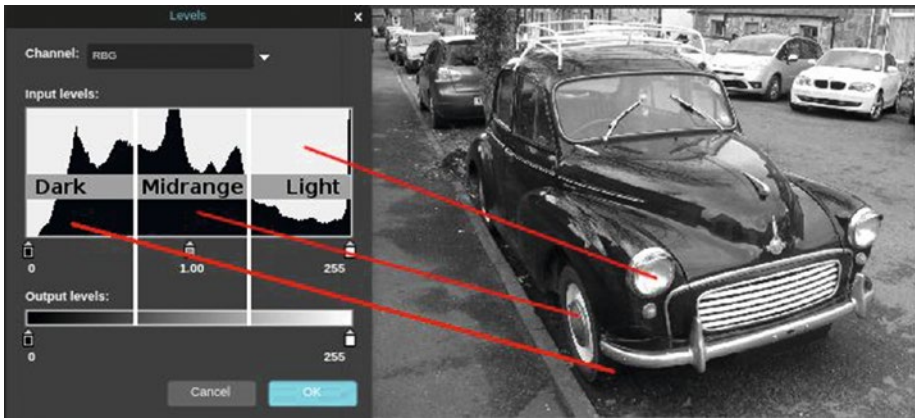 Levels
x
Channel: RBG
Input levels:
Dark Midrange Light
0 1.00 255
Output levels:
0 255
Cancel OK